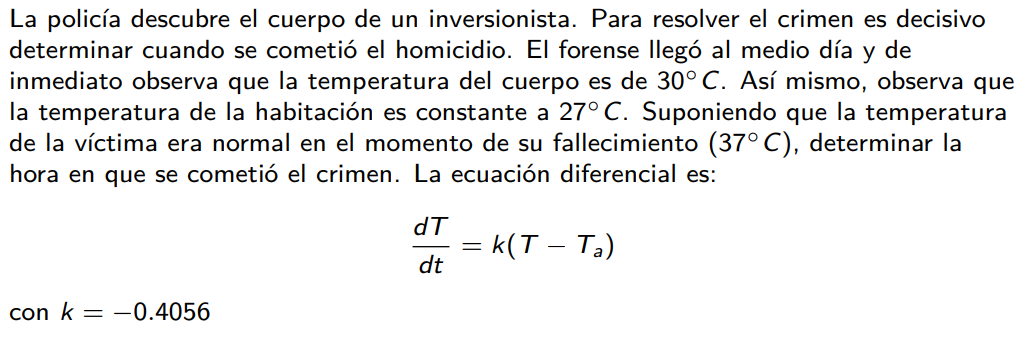 La policía descubre el cuerpo de un inversionista. Para resolver el crimen es decisivo
determinar cuando se cometió el homicidio. El forense llegó al medio día y de
inmediato observa que la temperatura del cuerpo es de 30°C. Así mismo, observa que
la temperatura de la habitación es constante a 27°C. Suponiendo que la temperatura
de la víctima era normal en el momento de su fallecimiento (37°C), determinar la
hora en que se cometió el crimen. La ecuación diferencial es:
dT/dt = k(T − Tₐ)
con k = −0.4056